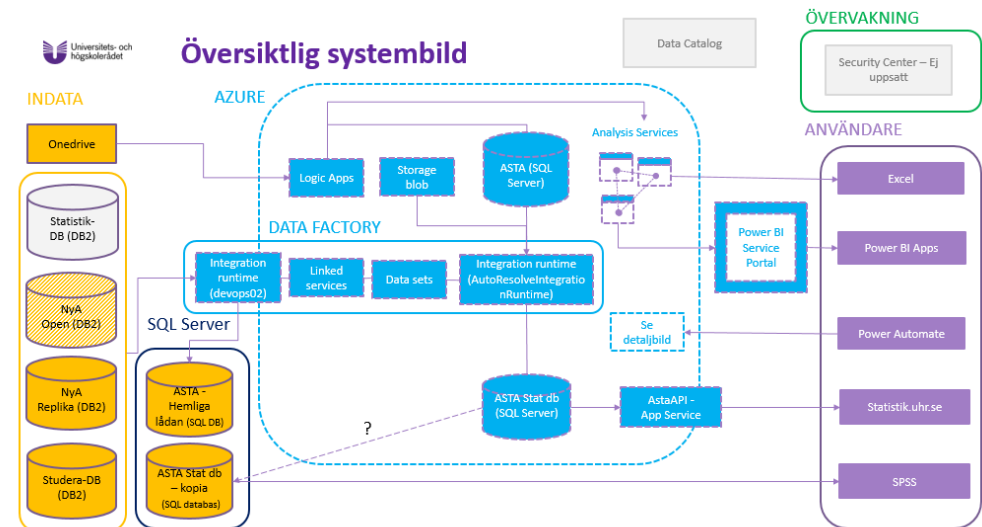 Universitets- och
högskolerådet
Översiktlig systembild
Data Catalog
ÖVERVAKNING
Security Center – Ej
uppsatt
INDATA
AZURE
ANVÄNDARE
Onedrive
Logic Apps
Storage
blob
ASTA (SQL
Server)
Analysis Services
Excel
Statistik-
DB (DB2)
DATA FACTORY
Integration
runtime
(devops02)
Linked
services
Data sets
Integration runtime
(AutoResolveIntegratio
nRuntime)
Power BI
Service
Portal
Power BI Apps
NyA
Open (DB2)
SQL Server
Se
detaljbild
Power Automate
NyA
Replika (DB2)
ASTA -
Hemliga
lådan (SQL DB)
ASTA Stat db
(SQL Server)
AstaAPI -
App Service
Statistik.uhr.se
?
Studera-DB
(DB2)
ASTA Stat db
– kopia
(SQL databas)
SPSS